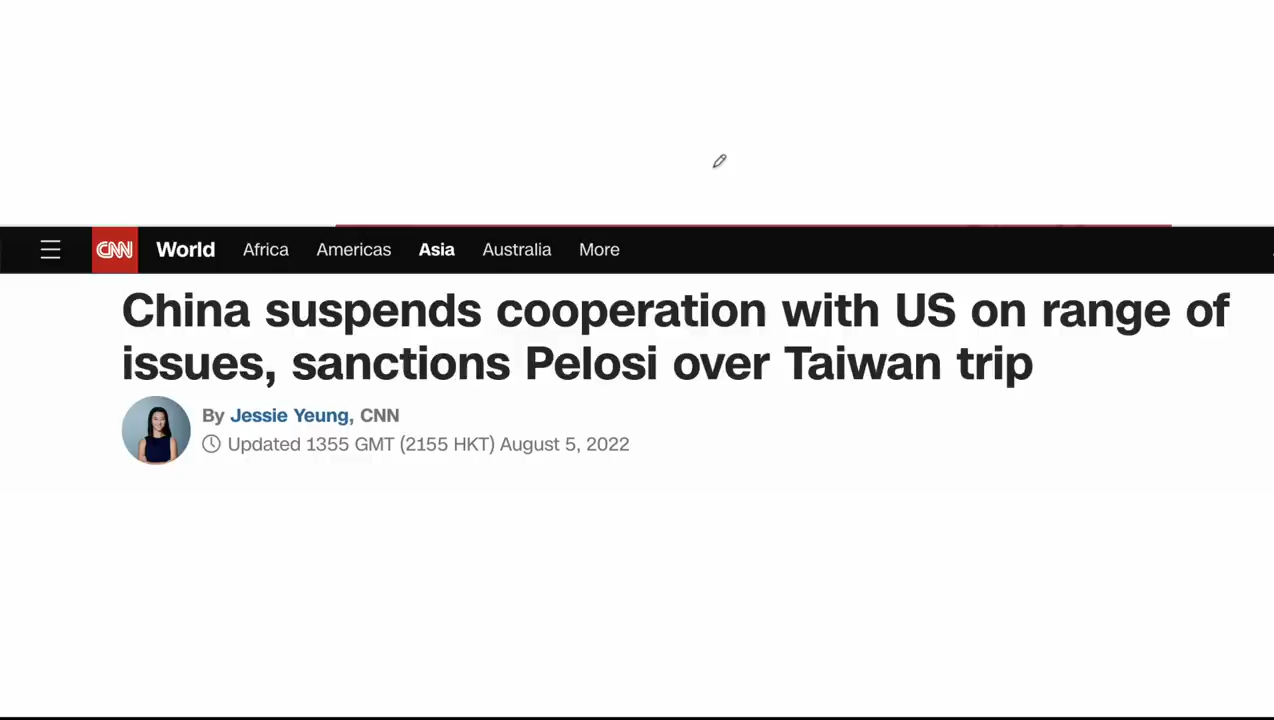 CNN World Africa Americas Asia Australia More
China suspends cooperation with US on range of
issues, sanctions Pelosi over Taiwan trip
By Jessie Yeung, CNN
Updated 1355 GMT (2155 HKT) August 5, 2022